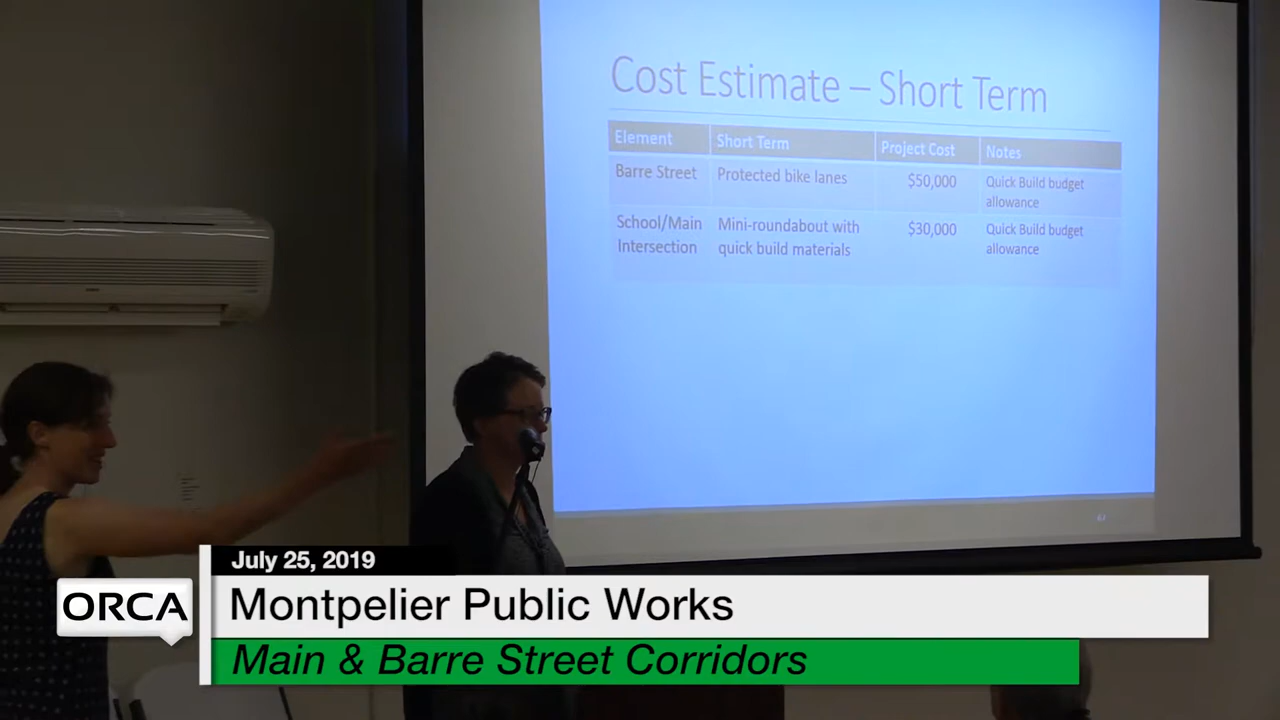 Cost Estimate – Short Term
Element Short Term Project Cost Notes
Barre Street Protected bike lanes $50,000 Quick Build budget
allowance
School/Main Mini-roundabout with $30,000 Quick Build budget
Intersection quick build materials allowance
July 25, 2019
ORCA
Montpelier Public Works
Main & Barre Street Corridors